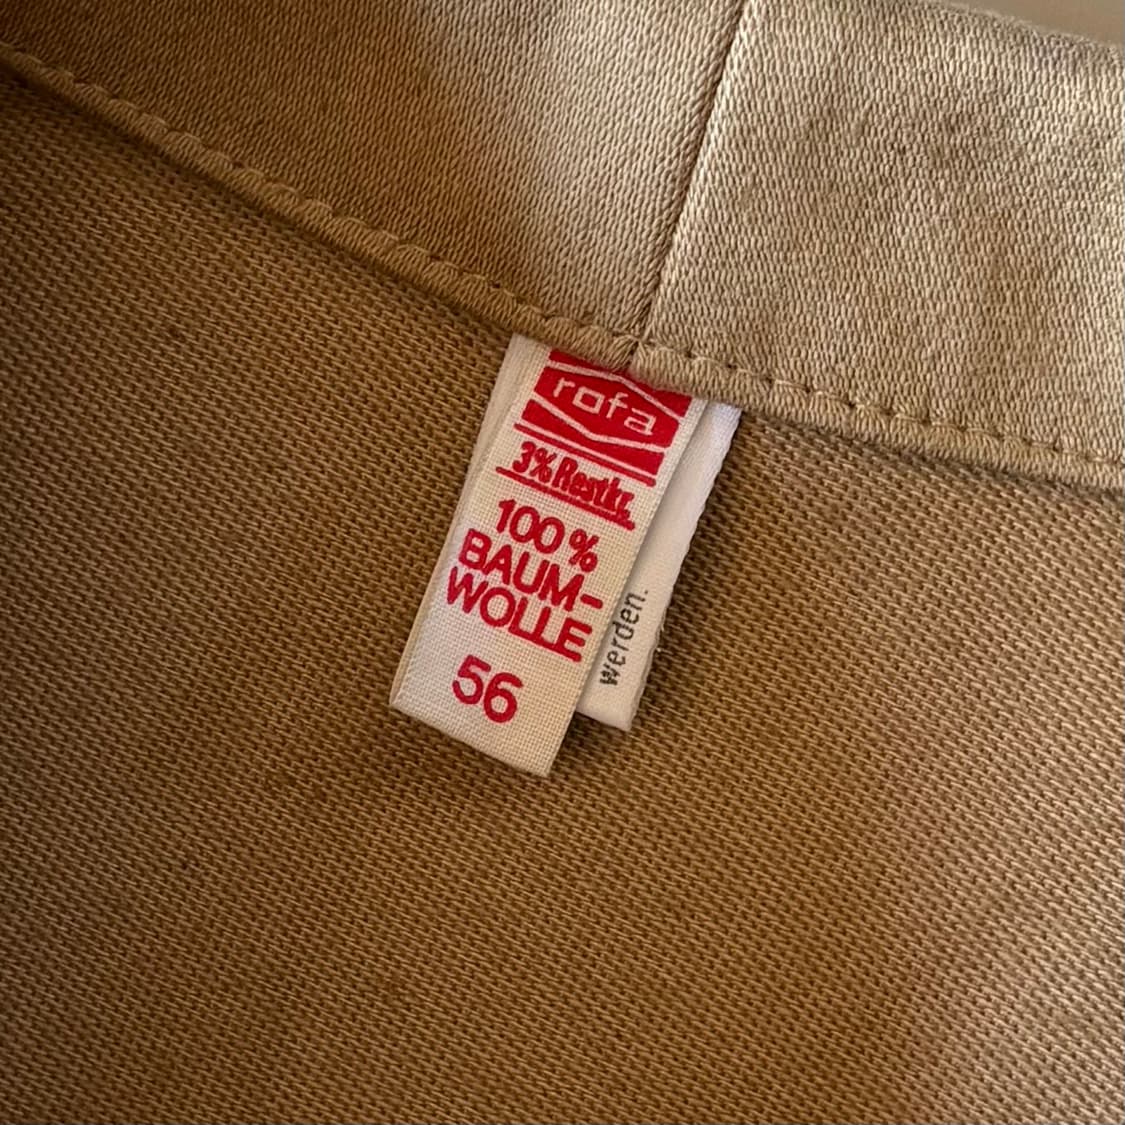 rofa
3% Restkr.
100%
BAUM-
WOLLE
56
werden.